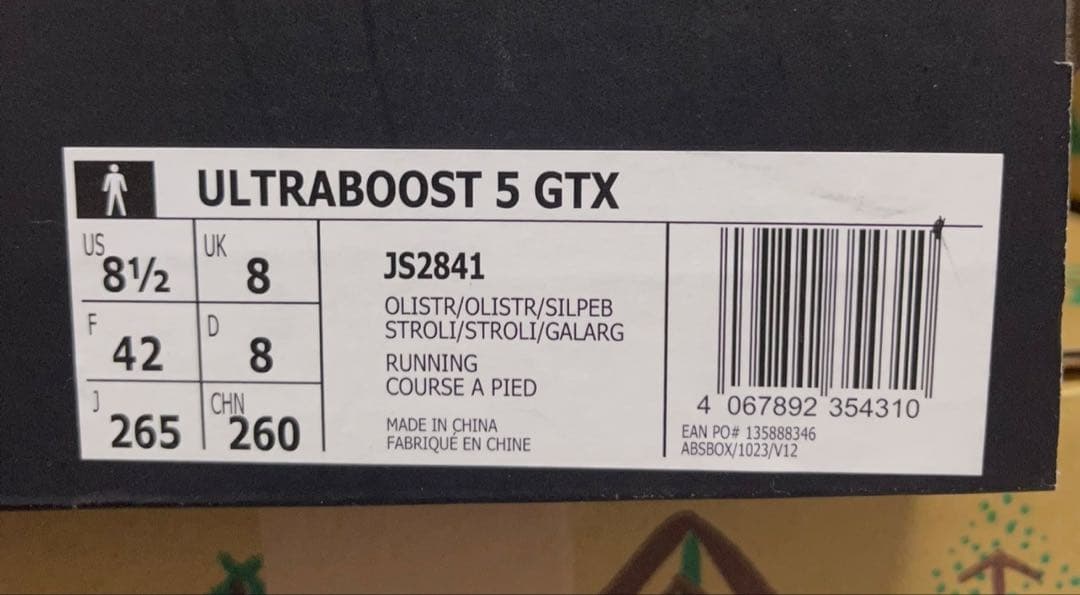 ULTRABOOST 5 GTX
US 8½ UK 8
F 42 D 8
J 265 CHN 260
JS2841
OLISTR/OLISTR/SILPEB
STROLI/STROLI/GALARG
RUNNING
COURSE A PIED
MADE IN CHINA
FABRIQUÉ EN CHINE
4 067892 354310
EAN PO# 135888346
ABSBOX/1023/V12